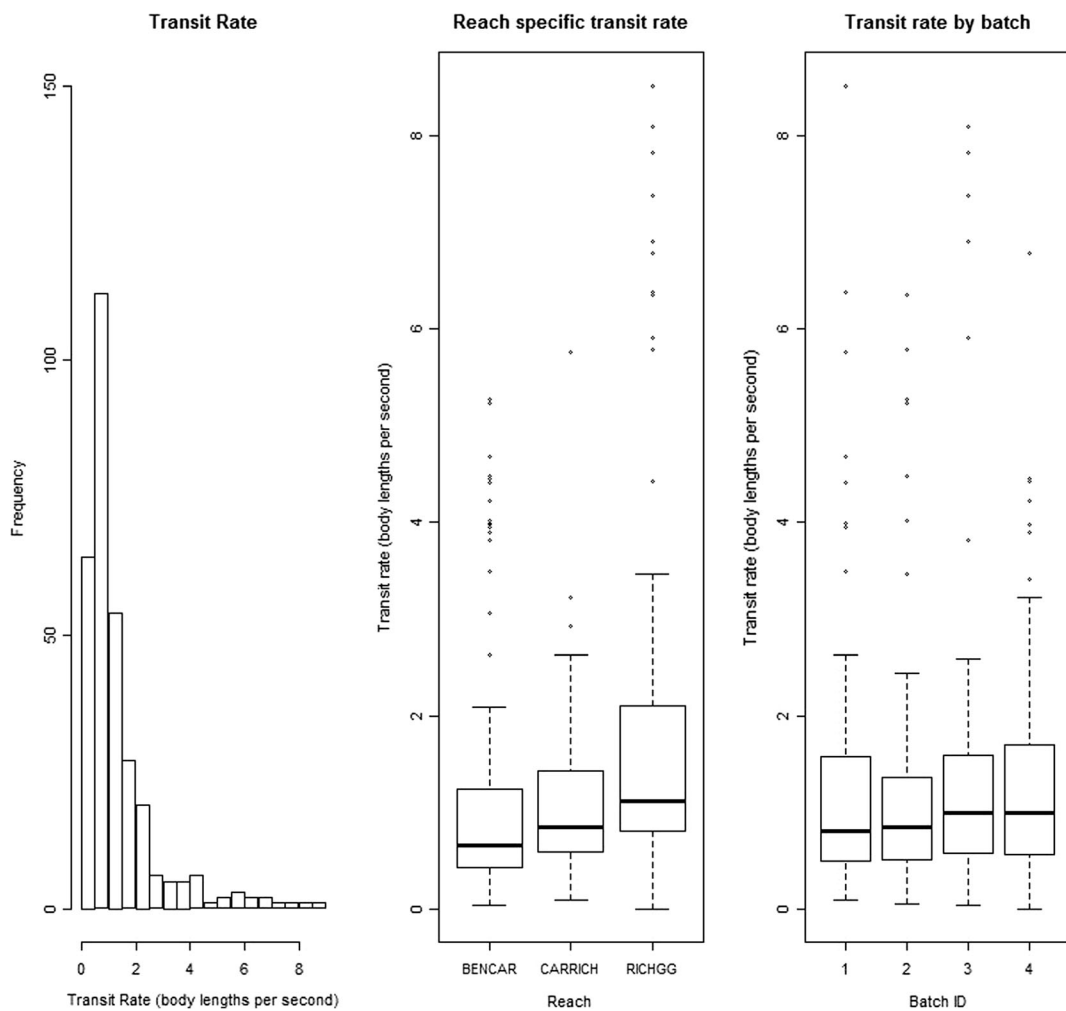 Transit Rate
150
100
50
0
Frequency
0 2 4 6 8
Transit Rate (body lengths per second)
Reach specific transit rate
8
6
4
2
0
Transit rate (body lengths per second)
BENCAR CARRICH RICHGG
Reach
Transit rate by batch
8
6
4
2
0
Transit rate (body lengths per second)
1 2 3 4
Batch ID